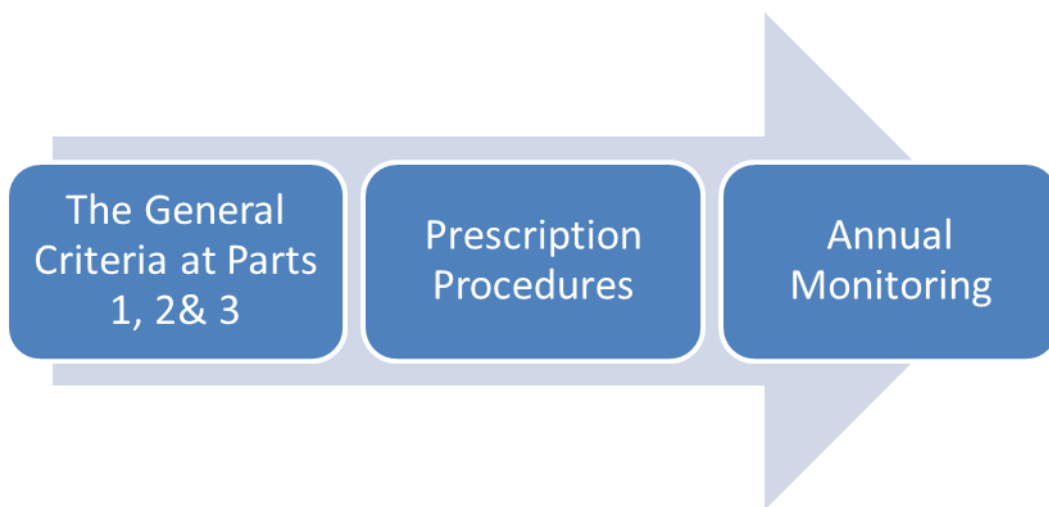 The General
Criteria at Parts
1, 2& 3
Prescription
Procedures
Annual
Monitoring